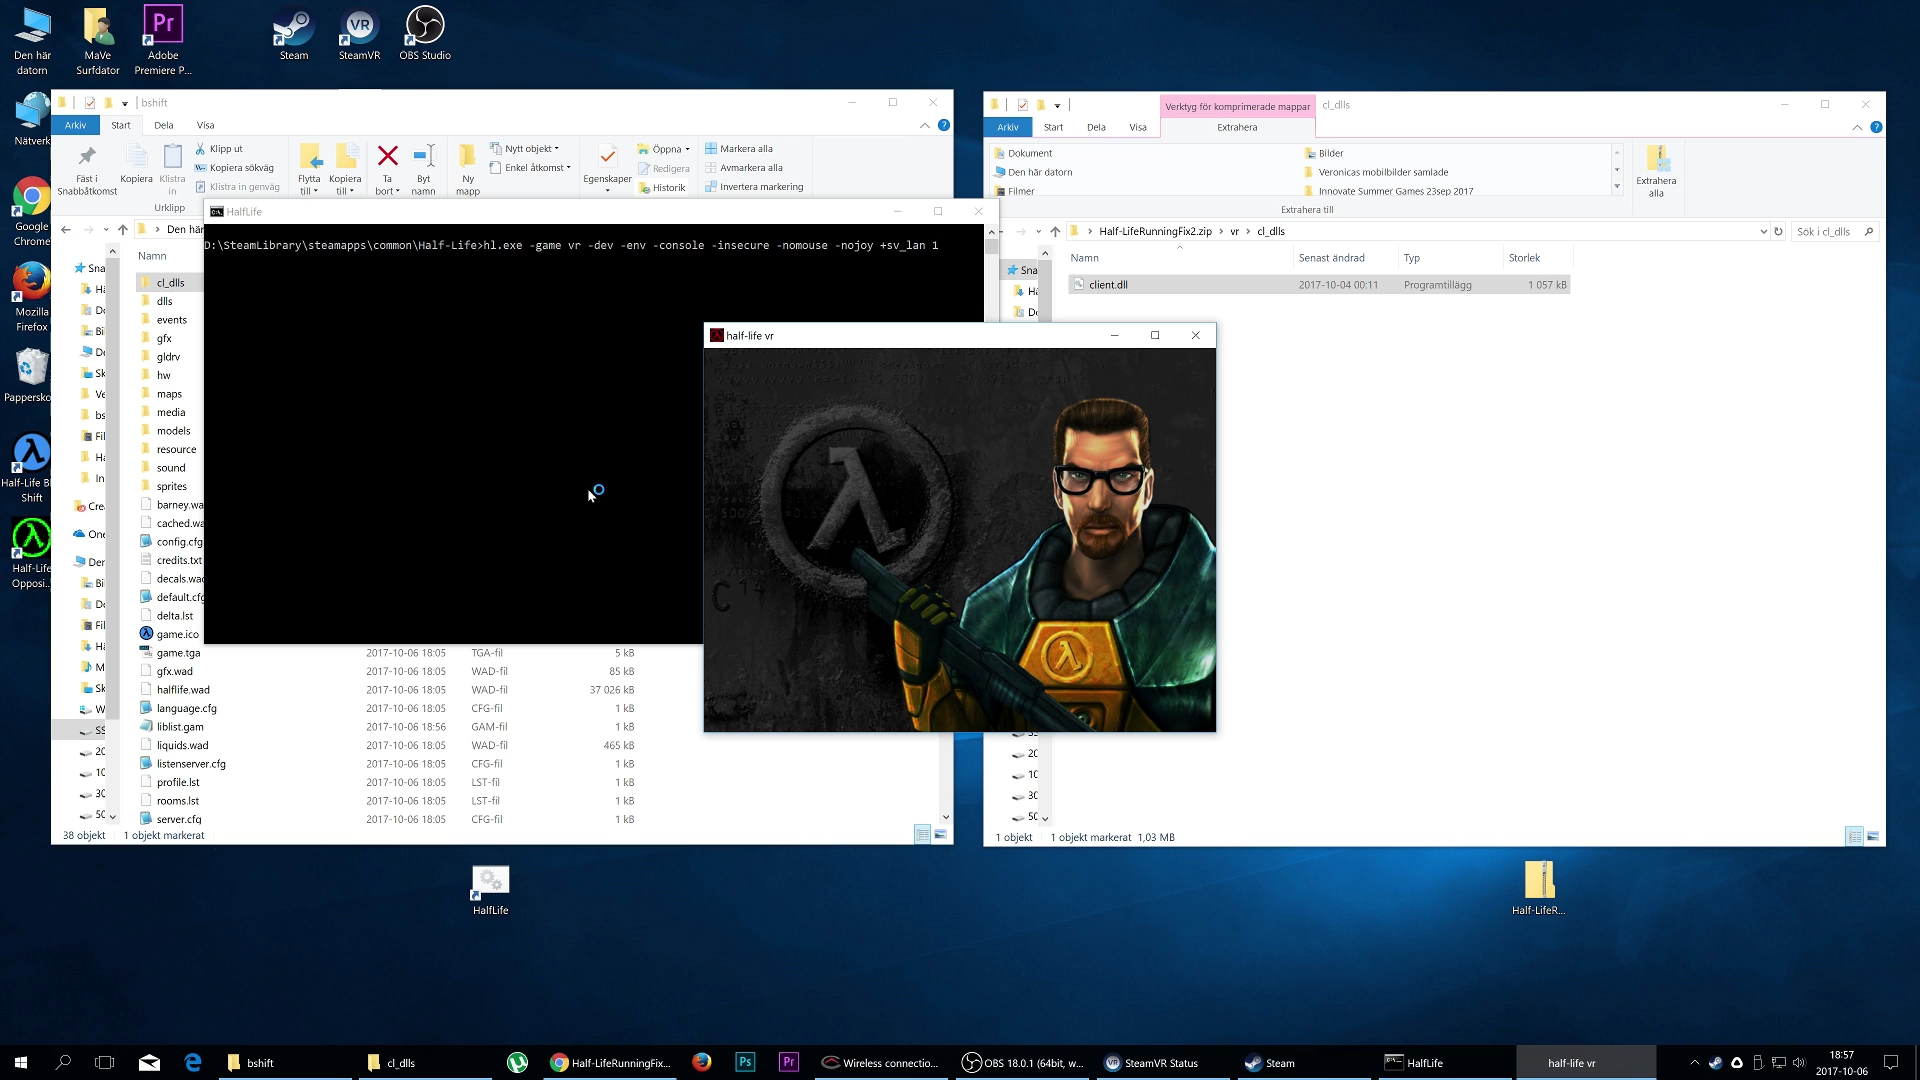 Den här datorn
MaVe Surfdator
Adobe Premiere P...
Steam
SteamVR
OBS Studio
Nätverk
Google Chrome
Mozilla Firefox
Pappersko
Half-Life Bl Shift
Half-Life Opposi...
bshift
Arkiv Start Dela Visa
Fäst i Snabbåtkomst
Kopiera
Klistra in
Klipp ut
Kopiera sökväg
Klistra in genväg
Urklipp
Flytta till
Kopiera till
Ta bort
Byt namn
Ny mapp
Nytt objekt
Enkel åtkomst
Egenskaper
Öppna
Redigera
Historik
Markera alla
Avmarkera alla
Invertera markering
Den här
Namn
cl_dlls
dlls
events
gfx
gldrv
hw
maps
media
models
resource
sound
sprites
barney.wa
cached.wa
config.cfg
credits.txt
decals.wad
default.cfg
delta.lst
game.ico
game.tga 2017-10-06 18:05 TGA-fil 5 kB
gfx.wad 2017-10-06 18:05 WAD-fil 85 kB
halflife.wad 2017-10-06 18:05 WAD-fil 37 026 kB
language.cfg 2017-10-06 18:05 CFG-fil 1 kB
liblist.gam 2017-10-06 18:56 GAM-fil 1 kB
liquids.wad 2017-10-06 18:05 WAD-fil 465 kB
listenserver.cfg 2017-10-06 18:05 CFG-fil 1 kB
profile.lst 2017-10-06 18:05 LST-fil 1 kB
rooms.lst 2017-10-06 18:05 LST-fil 1 kB
server.cfg 2017-10-06 18:05 CFG-fil 1 kB
38 objekt 1 objekt markerat
HalfLife
D:\SteamLibrary\steamapps\common\Half-Life>hl.exe -game vr -dev -env -console -insecure -nomouse -nojoy +sv_lan 1
half-life vr
Verktyg för komprimerade mappar cl_dlls
Arkiv Start Dela Visa Extrahera
Dokument Bilder
Den här datorn Veronicas mobilbilder samlade
Filmer Innovate Summer Games 23sep 2017
Extrahera till
Extrahera alla
Half-LifeRunningFix2.zip vr cl_dlls
Sök i cl_dlls
Namn Senast ändrad Typ Storlek
client.dll 2017-10-04 00:11 Programtillägg 1 057 kB
1 objekt 1 objekt markerat 1,03 MB
HalfLife
Half-LifeR...
bshift cl_dlls Half-LifeRunningFix... Ps Pr Wireless connectio... OBS 18.0.1 (64bit, w... SteamVR Status Steam HalfLife half-life vr
18:57
2017-10-06